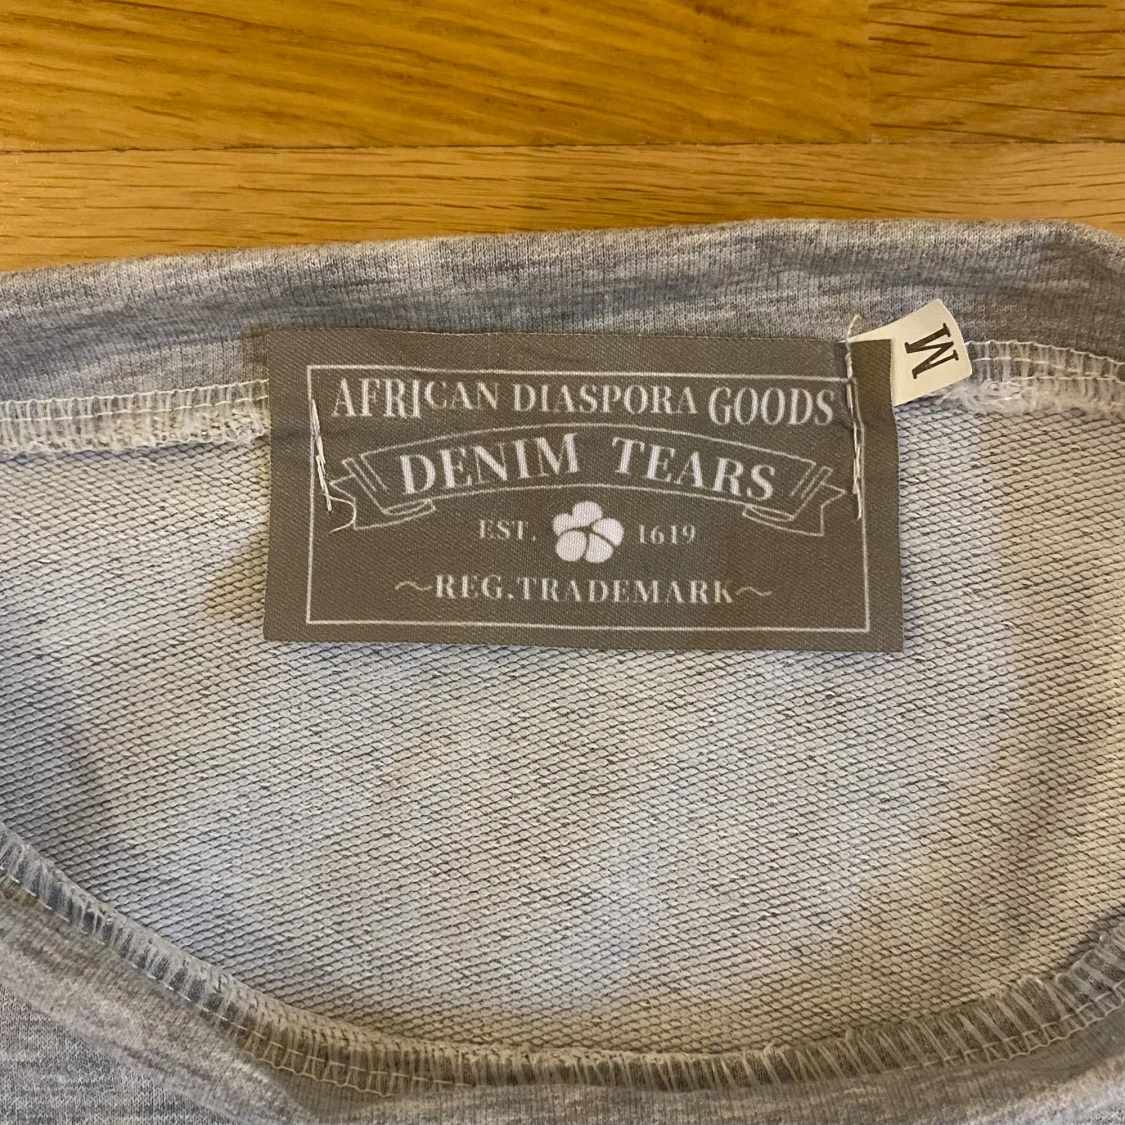 AFRICAN DIASPORA GOODS
DENIM TEARS
EST. 1619
~REG.TRADEMARK~
M